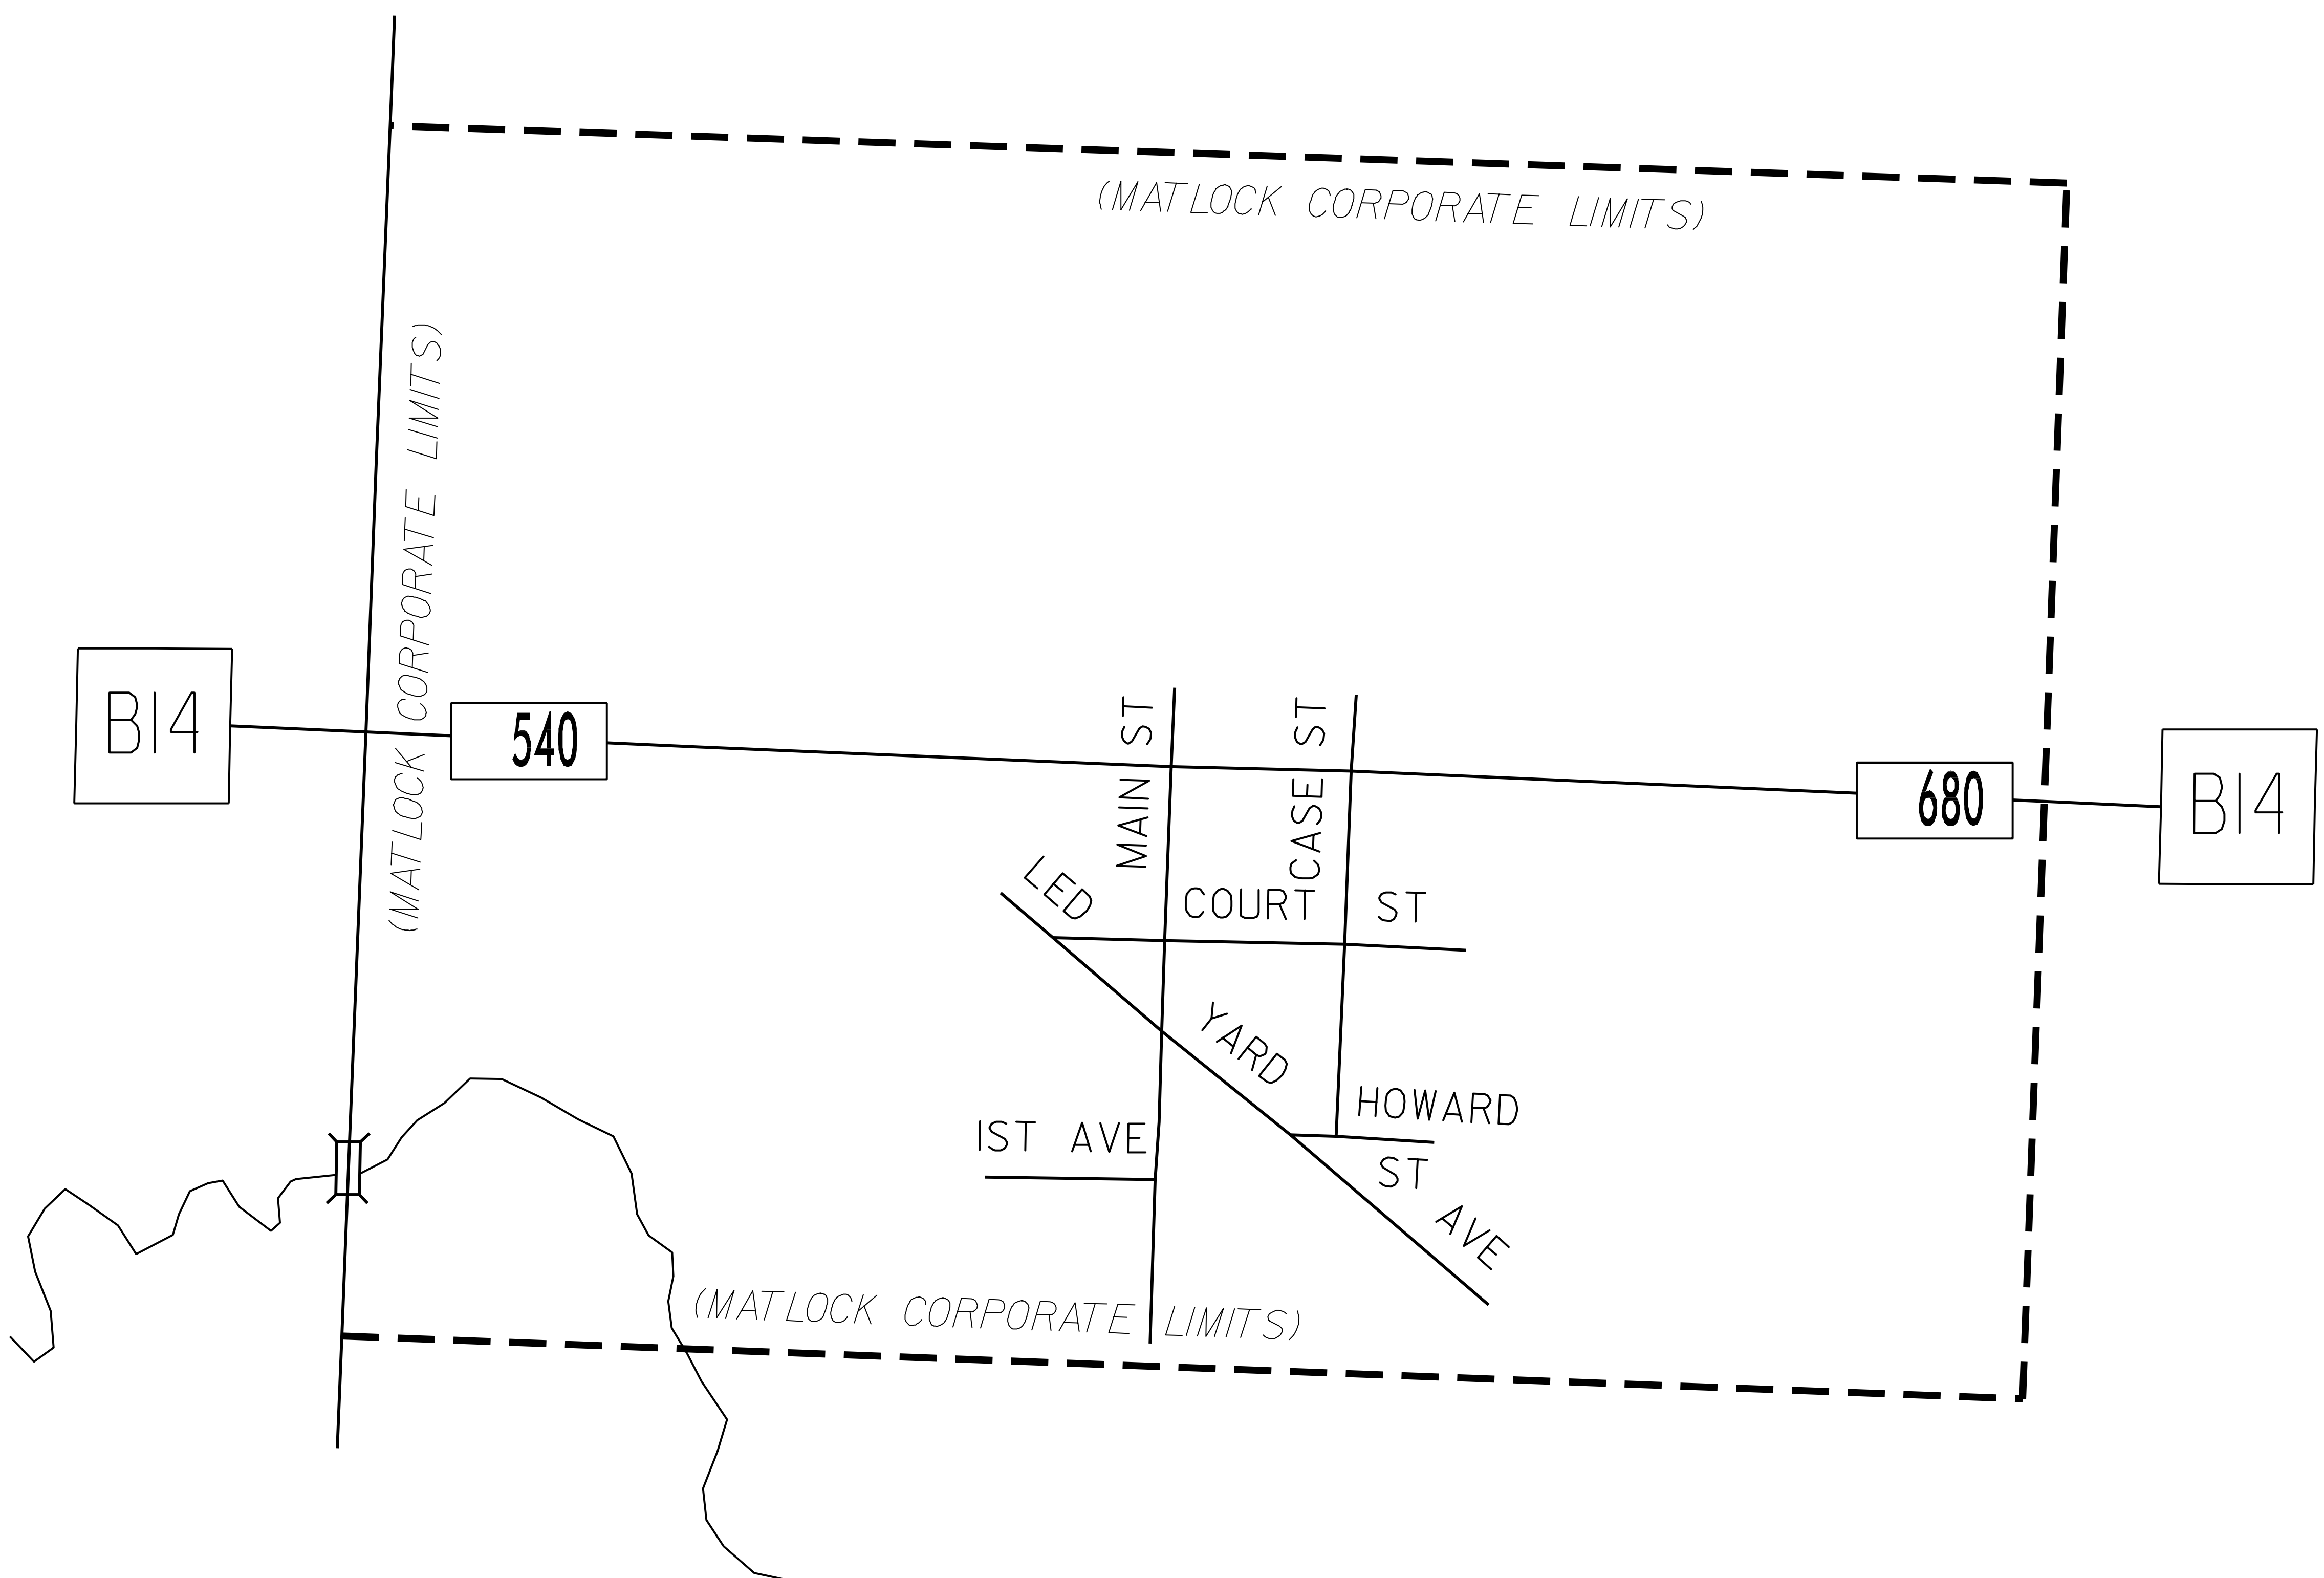 (MATLOCK CORPORATE LIMITS)
(MATLOCK CORPORATE LIMITS)
B14
540
MAIN ST
CASE ST
680
B14
LED YARD AVE
COURT ST
HOWARD ST
1ST AVE
(MATLOCK CORPORATE LIMITS)